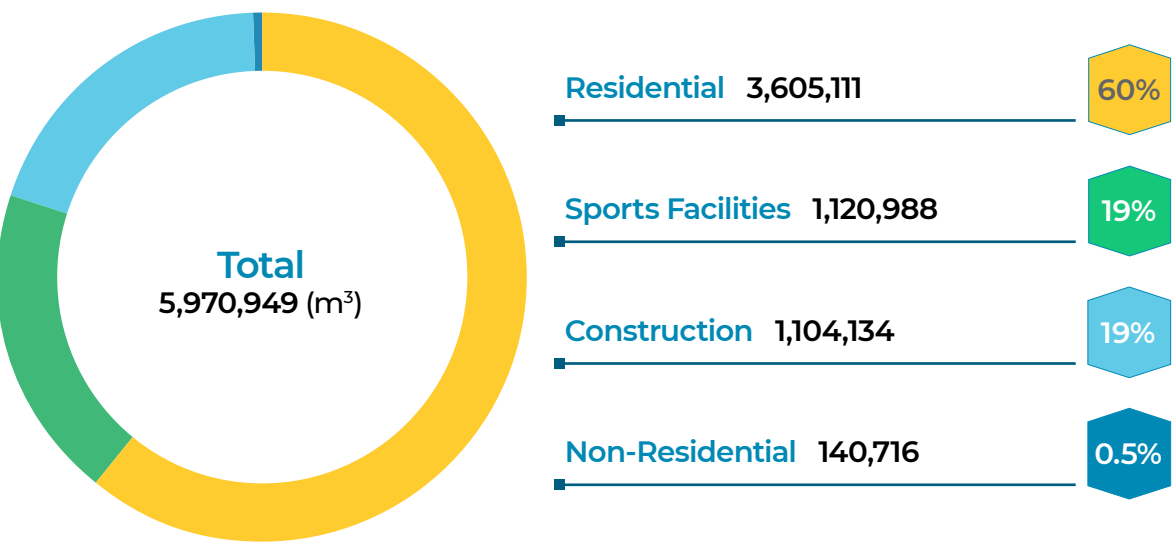 Total
5,970,949 (m³)
Residential 3,605,111
60%
Sports Facilities 1,120,988
19%
Construction 1,104,134
19%
Non-Residential 140,716
0.5%